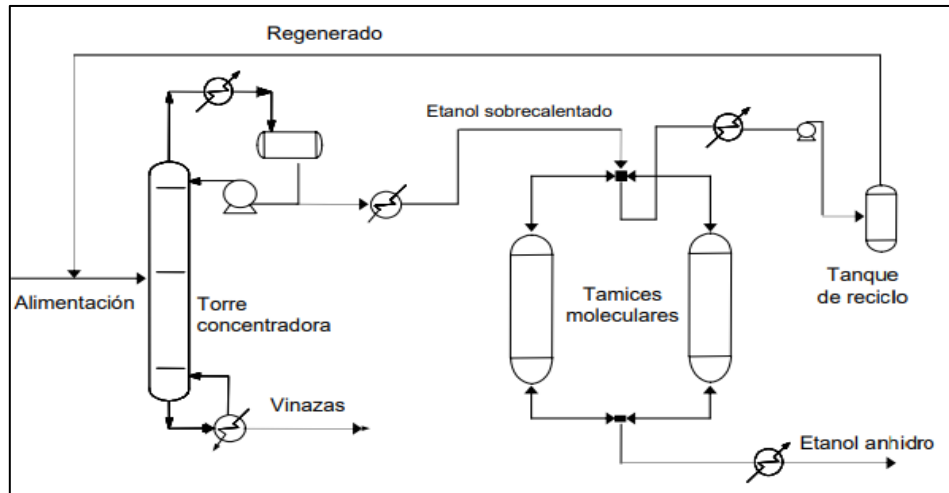 Regenerado
Etanol sobrecalentado
Alimentación
Torre
concentradora
Tamices
moleculares
Tanque
de reciclo
Vinazas
Etanol anhidro